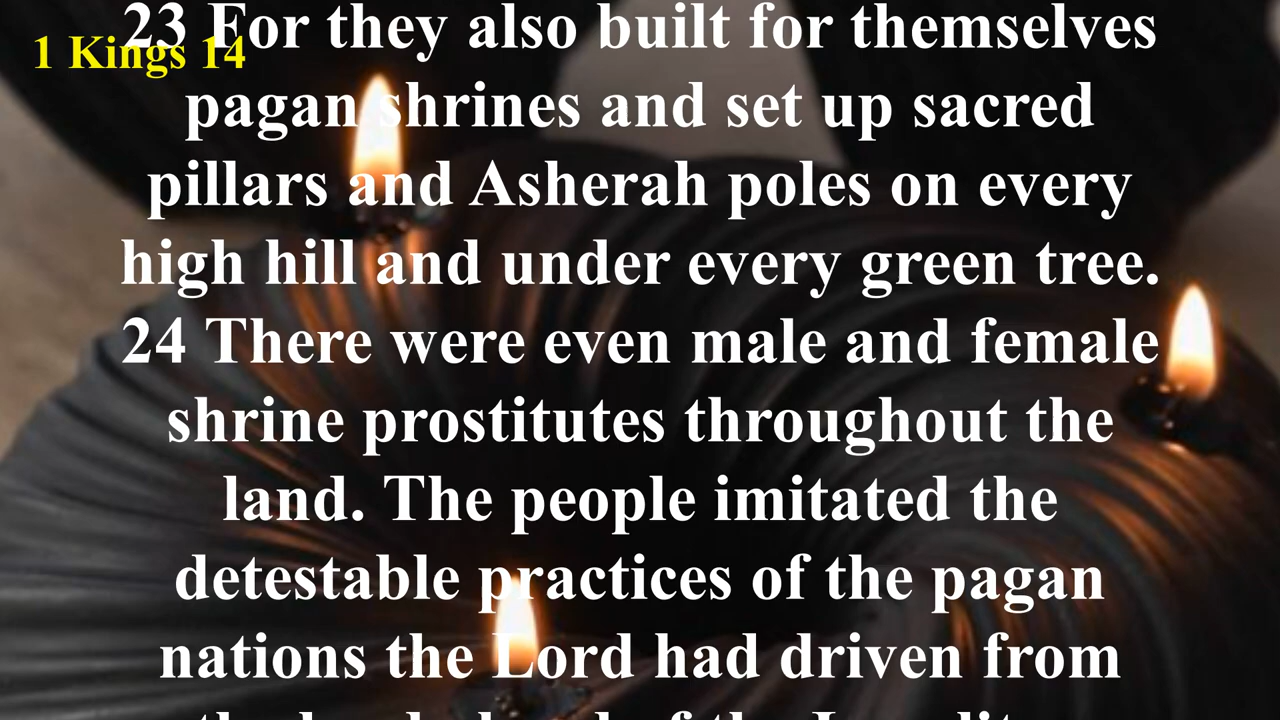 1 Kings 14
23 For they also built for themselves
pagan shrines and set up sacred
pillars and Asherah poles on every
high hill and under every green tree.
24 There were even male and female
shrine prostitutes throughout the
land. The people imitated the
detestable practices of the pagan
nations the Lord had driven from